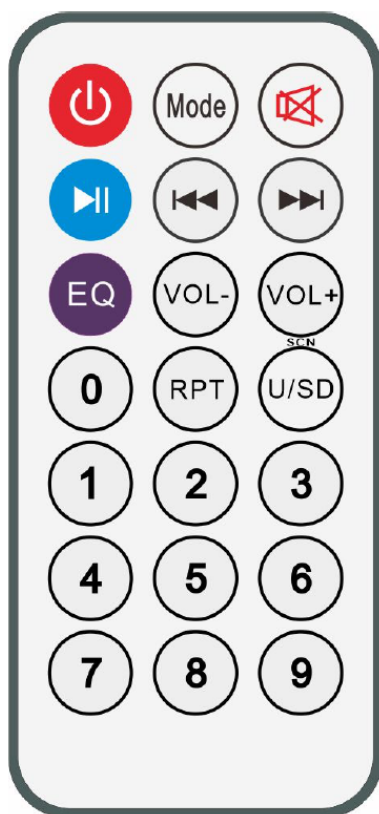 Mode
EQ VOL- VOL+
SCN
0 RPT U/SD
1 2 3
4 5 6
7 8 9